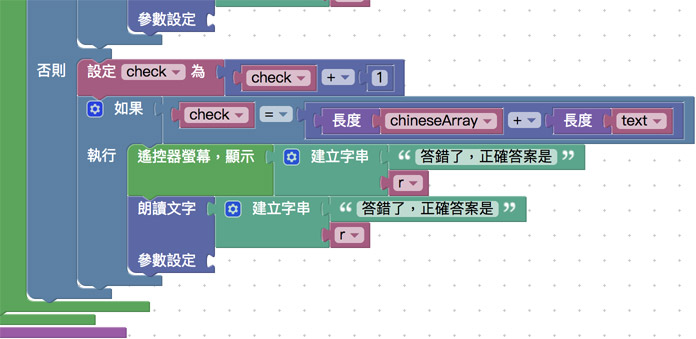 參數設定
否則 設定 check 為 check + 1
如果 check = 長度 chineseArray + 長度 text
執行 遙控器螢幕，顯示 建立字串 “ 答錯了，正確答案是 ”
r
朗讀文字 建立字串 “ 答錯了，正確答案是 ”
r
參數設定